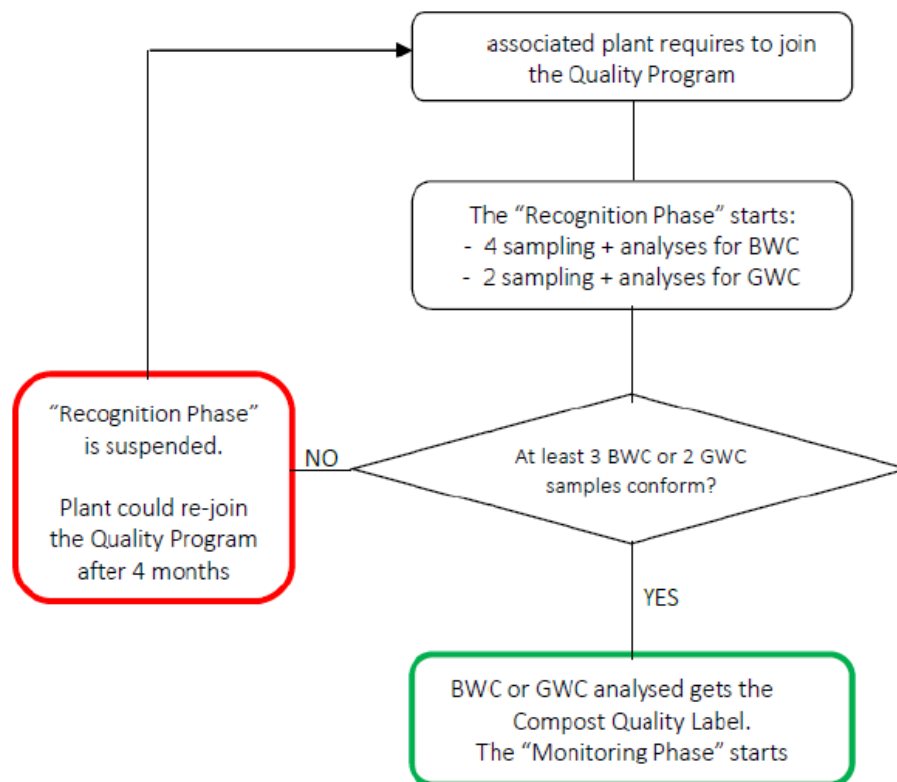 associated plant requires to join
the Quality Program
The “Recognition Phase” starts:
- 4 sampling + analyses for BWC
- 2 sampling + analyses for GWC
“Recognition Phase”
is suspended.
Plant could re-join
the Quality Program
after 4 months
NO
At least 3 BWC or 2 GWC
samples conform?
YES
BWC or GWC analysed gets the
Compost Quality Label.
The “Monitoring Phase” starts